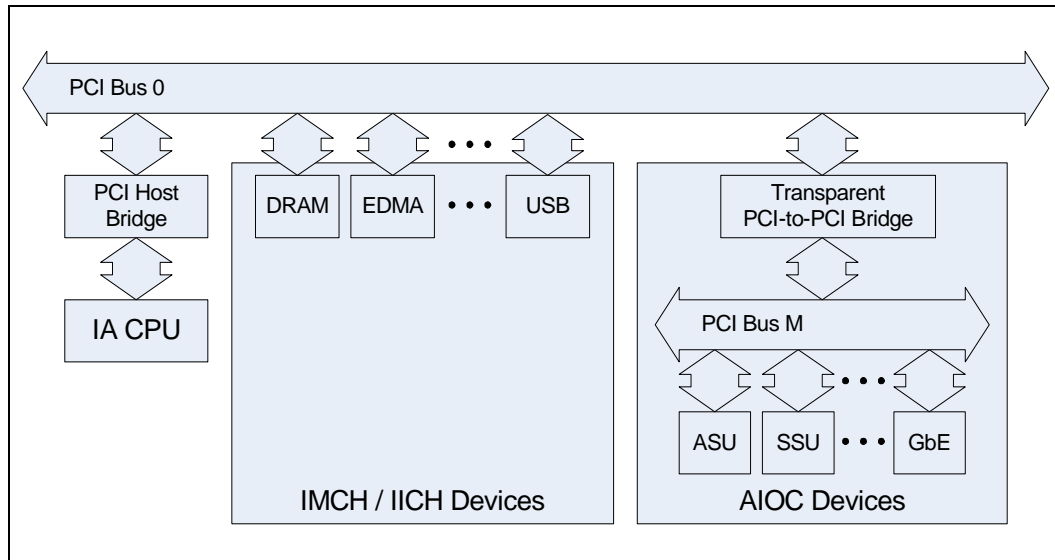 PCI Bus 0
PCI Host
Bridge
IA CPU
DRAM
EDMA
USB
IMCH / IICH Devices
Transparent
PCI-to-PCI Bridge
PCI Bus M
ASU
SSU
GbE
AIOC Devices